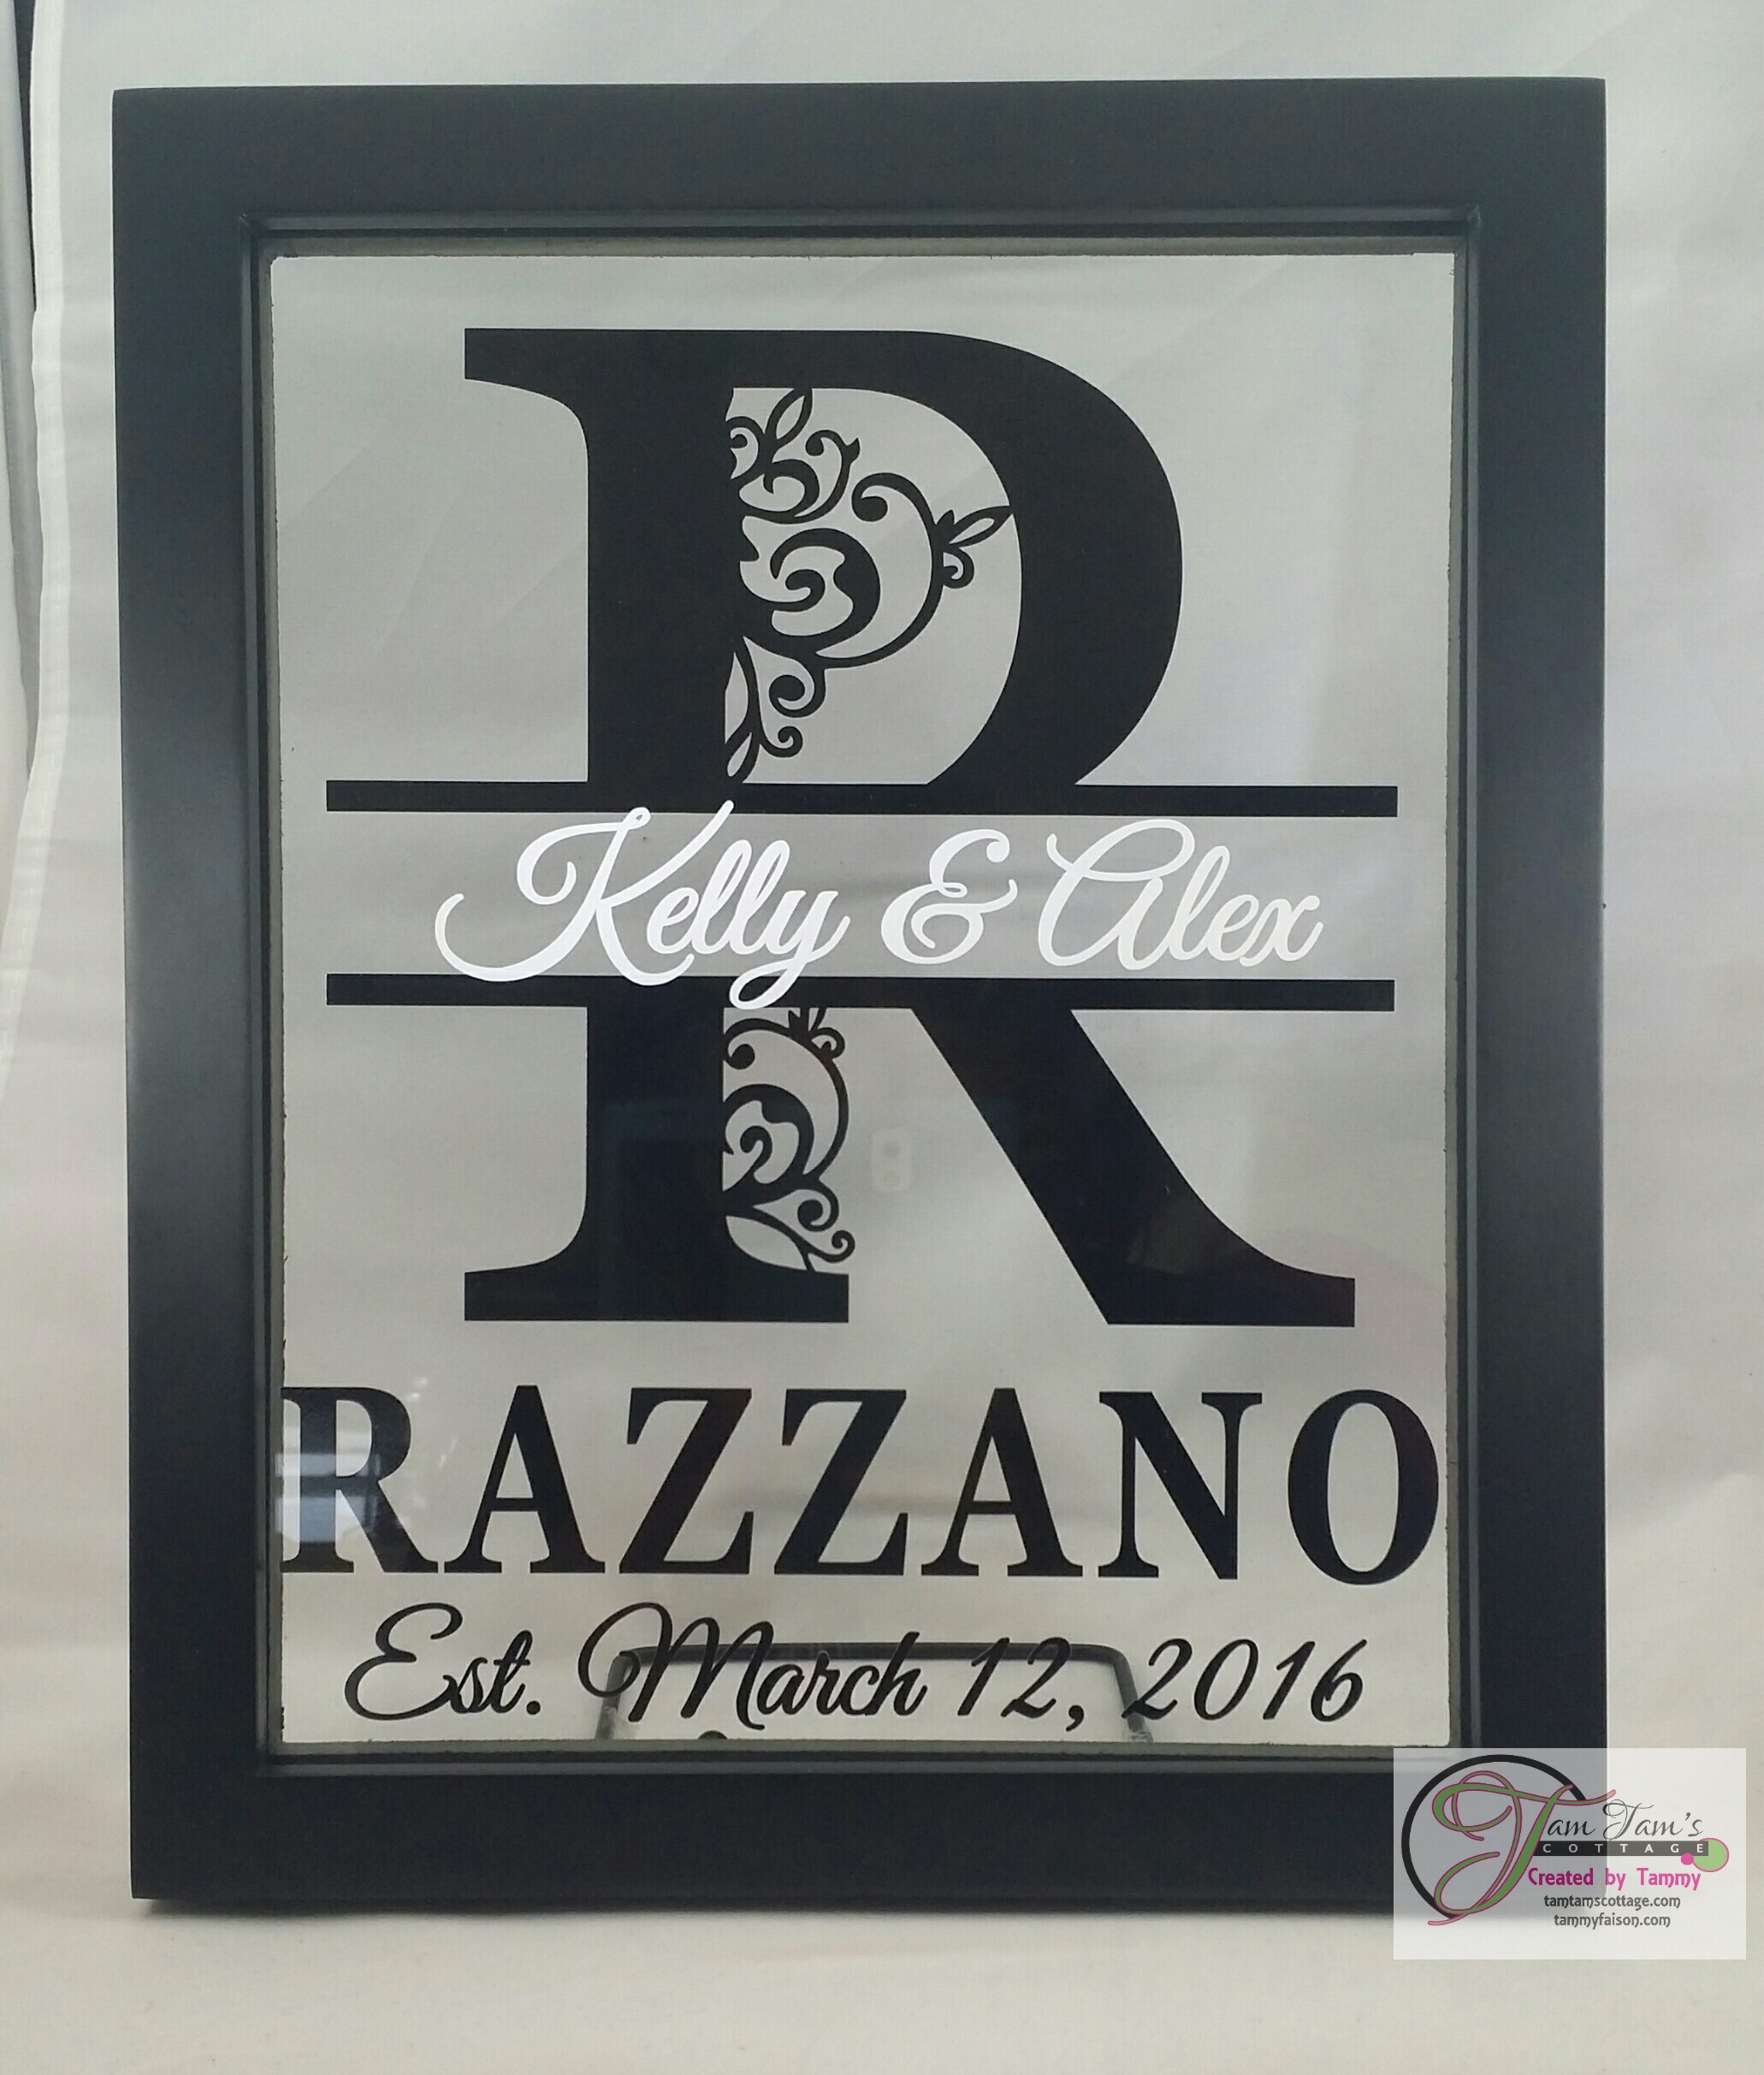 R
Kelly & Alex
RAZZANO
Est. March 12, 2016
Tam Tam's
COTTAGE
Created by Tammy
tamtamscottage.com
tammyfaison.com